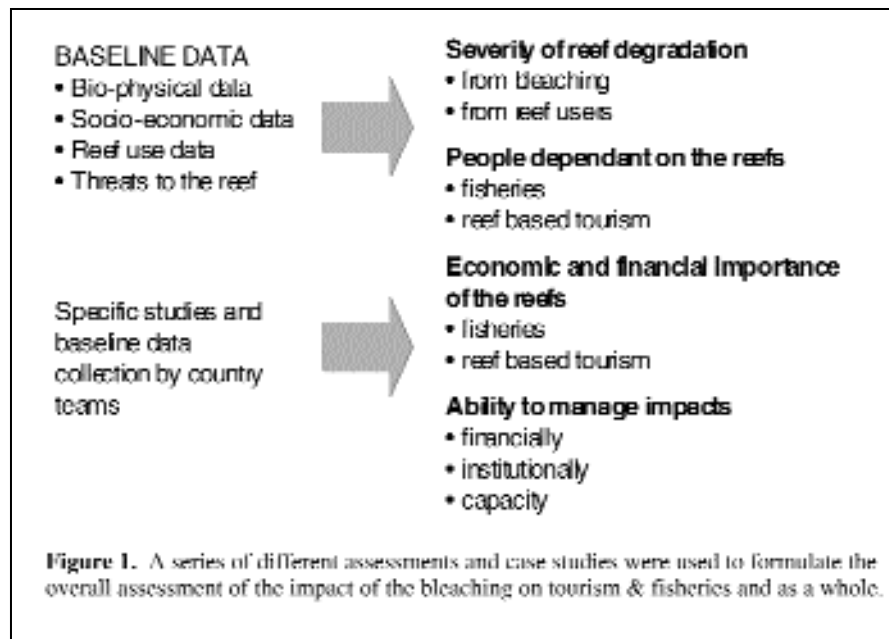 BASELINE DATA
• Bio-physical data
• Socio-economic data
• Reef use data
• Threats to the reef
Specific studies and
baseline data
collection by country
teams
Severity of reef degradation
• from bleaching
• from reef users
People dependant on the reefs
• fisheries
• reef based tourism
Economic and financial Importance
of the reefs
• fisheries
• reef based tourism
Ability to manage impacts
• financially
• institutionally
• capacity
Figure 1. A series of different assessments and case studies were used to formulate the
overall assessment of the impact of the bleaching on tourism & fisheries and as a whole.